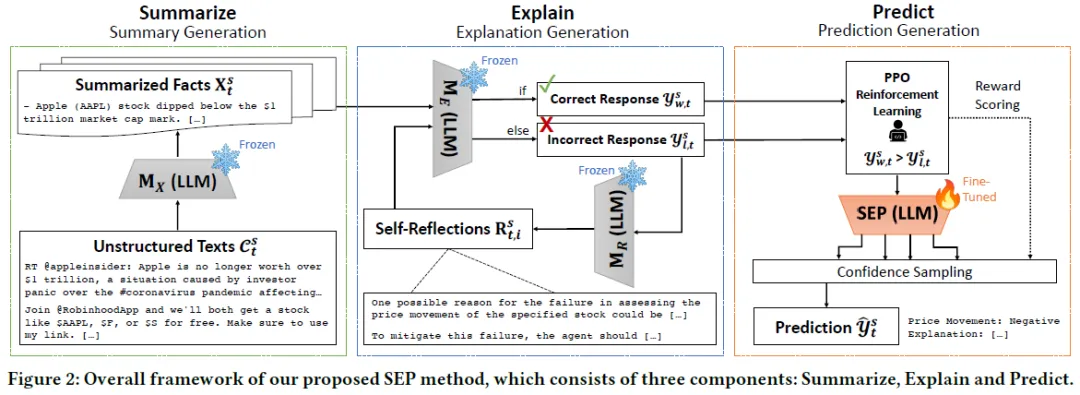 Summarize
Summary Generation
Summarized Facts X_t^s
- Apple (AAPL) stock dipped below the $1
trillion market cap mark. […]
Frozen
M_X (LLM)
Unstructured Texts C_t^s
RT @appleinsider: Apple is no longer worth over
$1 trillion, a situation caused by investor
panic over the #coronavirus pandemic affecting…
Join @RobinhoodApp and we'll both get a stock
like $AAPL, $F, or $S for free. Make sure to use
my link. […]
Explain
Explanation Generation
Frozen
M_E (LLM)
if
Correct Response y_{w,t}^s
else
Incorrect Response y_{l,t}^s
Frozen
M_R (LLM)
Self-Reflections R_{t,i}^s
One possible reason for the failure in assessing the
price movement of the specified stock could be […]
To mitigate this failure, the agent should […]
Predict
Prediction Generation
PPO
Reinforcement
Learning
y_{w,t}^s > y_{l,t}^s
Reward
Scoring
Fine-
Tuned
SEP (LLM)
Confidence Sampling
Prediction ŷ_t^s
Price Movement: Negative
Explanation: […]
Figure 2: Overall framework of our proposed SEP method, which consists of three components: Summarize, Explain and Predict.